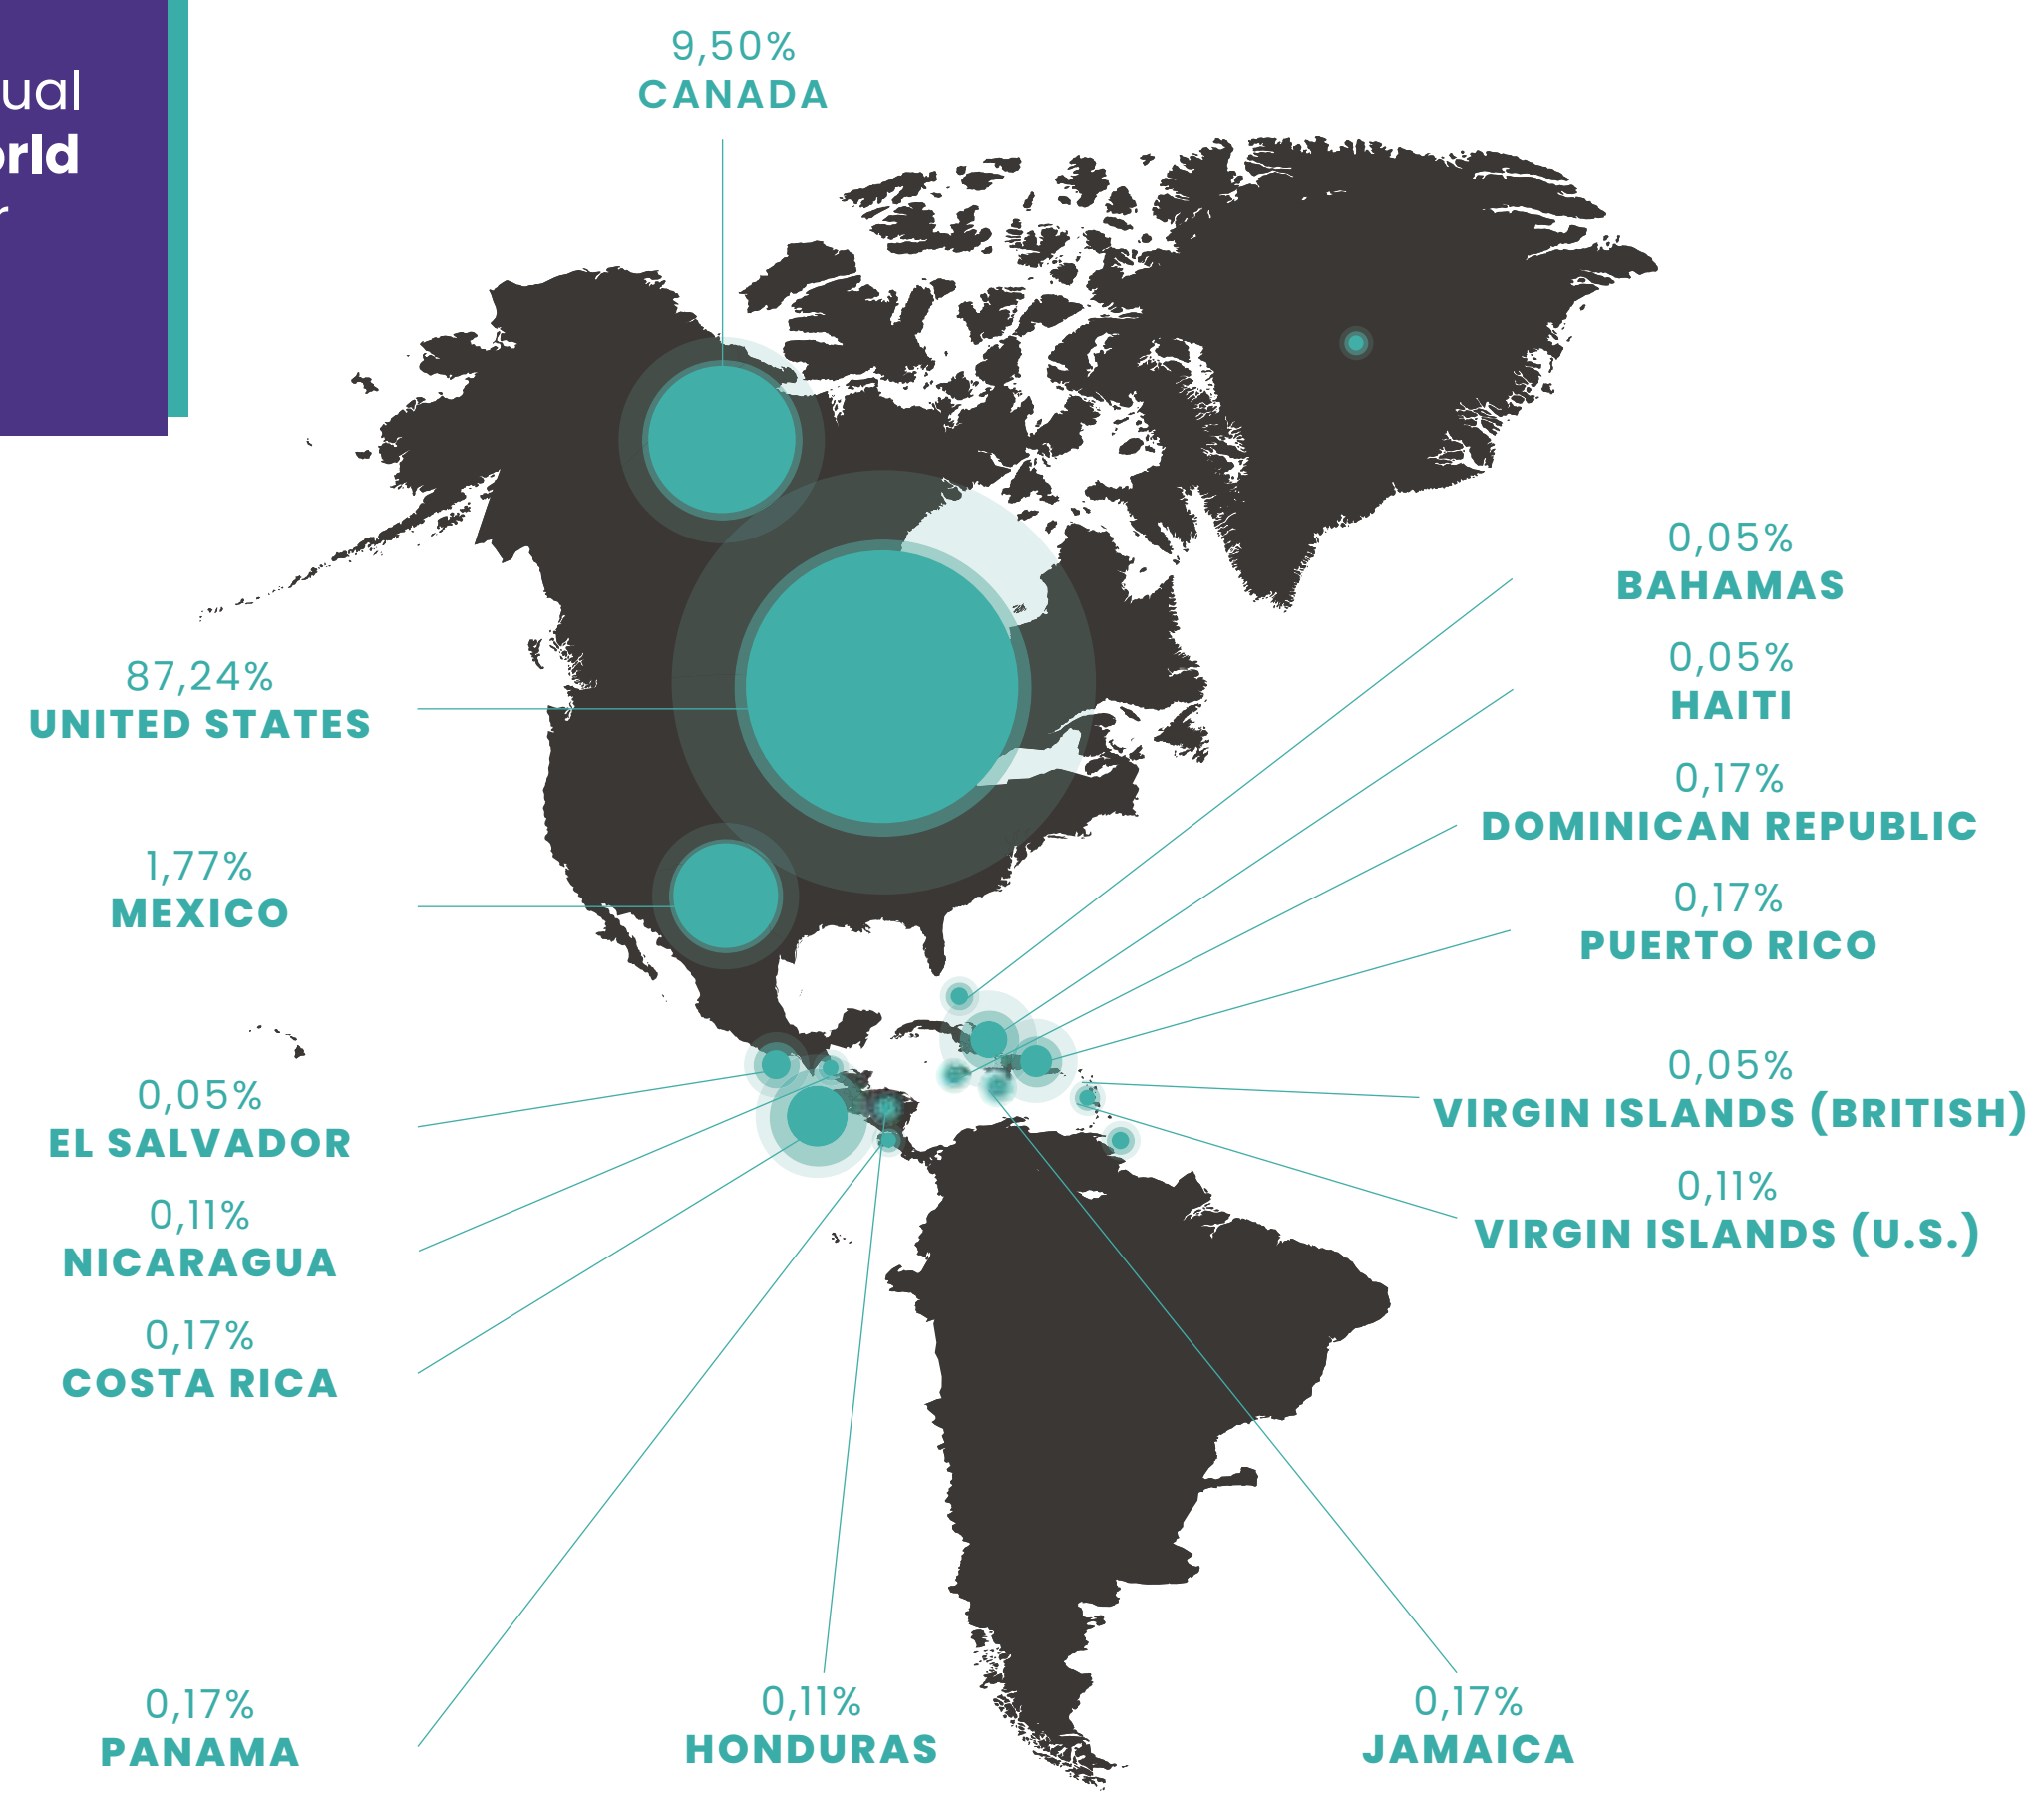 ual
orld
r
9,50%
CANADA
87,24%
UNITED STATES
1,77%
MEXICO
0,05%
EL SALVADOR
0,11%
NICARAGUA
0,17%
COSTA RICA
0,17%
PANAMA
0,11%
HONDURAS
0,17%
JAMAICA
0,05%
BAHAMAS
0,05%
HAITI
0,17%
DOMINICAN REPUBLIC
0,17%
PUERTO RICO
0,05%
VIRGIN ISLANDS (BRITISH)
0,11%
VIRGIN ISLANDS (U.S.)